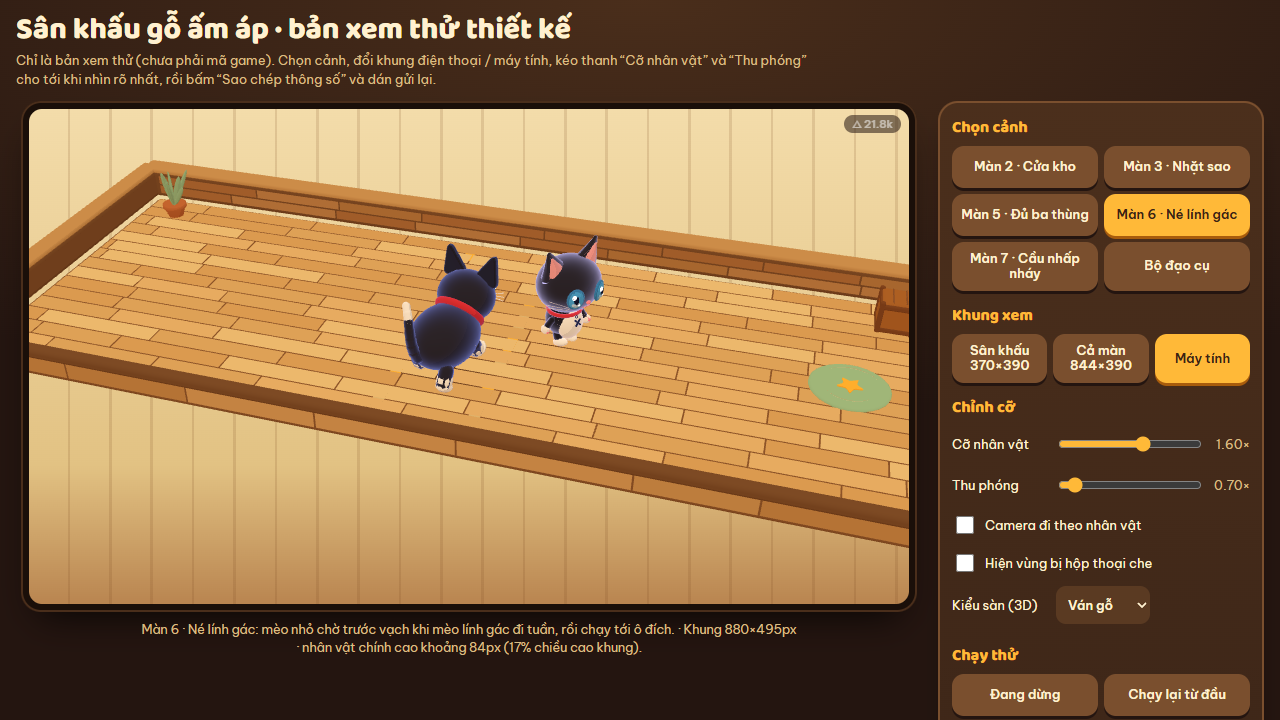 Sân khấu gỗ ấm áp · bản xem thử thiết kế
Chỉ là bản xem thử (chưa phải mã game). Chọn cảnh, đổi khung điện thoại / máy tính, kéo thanh “Cỡ nhân vật” và “Thu phóng”
cho tới khi nhìn rõ nhất, rồi bấm “Sao chép thông số” và dán gửi lại.
△ 21.8k
Màn 6 · Né lính gác: mèo nhỏ chờ trước vạch khi mèo lính gác đi tuần, rồi chạy tới ô đích. · Khung 880×495px
· nhân vật chính cao khoảng 84px (17% chiều cao khung).
Chọn cảnh
Màn 2 · Cửa kho
Màn 3 · Nhặt sao
Màn 5 · Đủ ba thùng
Màn 6 · Né lính gác
Màn 7 · Cầu nhấp
nháy
Bộ đạo cụ
Khung xem
Sân khấu
370×390
Cả màn
844×390
Máy tính
Chỉnh cỡ
Cỡ nhân vật
1.60×
Thu phóng
0.70×
Camera đi theo nhân vật
Hiện vùng bị hộp thoại che
Kiểu sàn (3D)
Ván gỗ
Chạy thử
Đang dừng
Chạy lại từ đầu